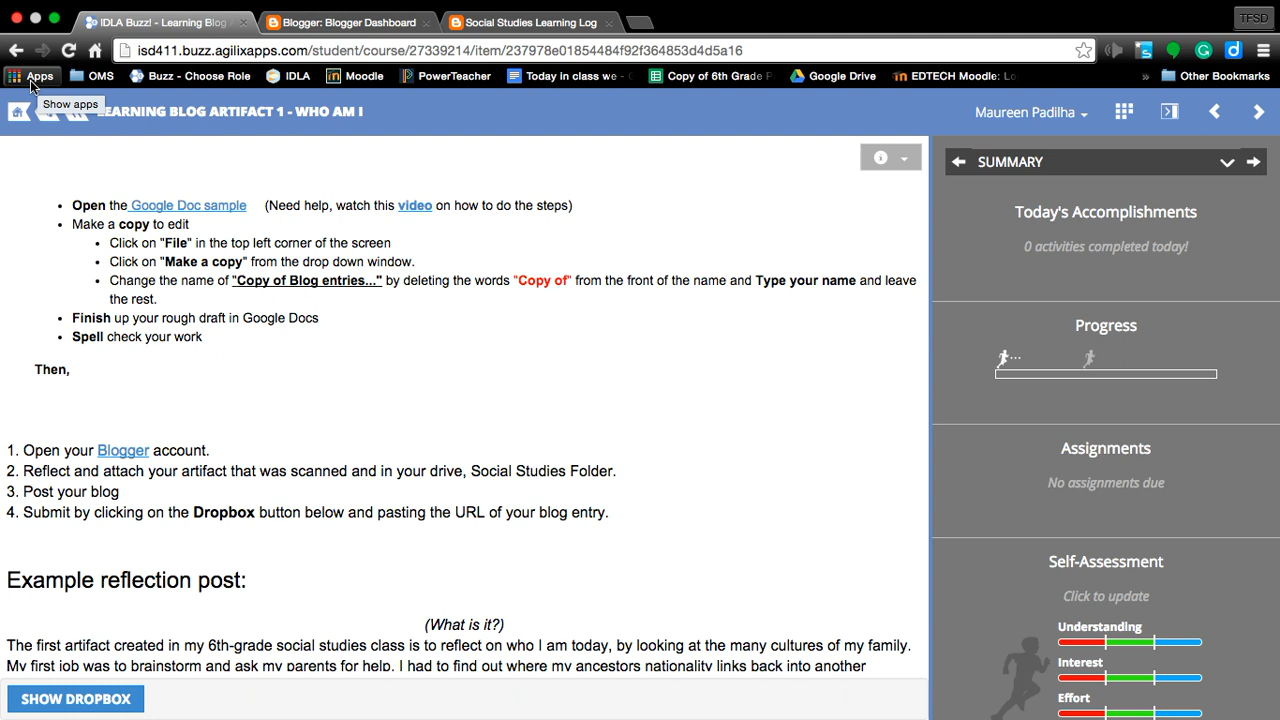 IDLA Buzz! - Learning Blog
Blogger: Blogger Dashboard
Social Studies Learning Log
TFSD
isd411.buzz.agilixapps.com/student/course/27339214/item/237978e01854484f92f364853d4d5a16
Apps
OMS
Buzz - Choose Role
IDLA
Moodle
PowerTeacher
Today in class we -
Copy of 6th Grade
Google Drive
EDTECH Moodle:
»
Other Bookmarks
Show apps
LEARNING BLOG ARTIFACT 1 - WHO AM I
Maureen Padilha
• Open the Google Doc sample (Need help, watch this video on how to do the steps)
• Make a copy to edit
• Click on "File" in the top left corner of the screen
• Click on "Make a copy" from the drop down window.
• Change the name of "Copy of Blog entries..." by deleting the words "Copy of" from the front of the name and Type your name and leave
the rest.
• Finish up your rough draft in Google Docs
• Spell check your work
Then,
1. Open your Blogger account.
2. Reflect and attach your artifact that was scanned and in your drive, Social Studies Folder.
3. Post your blog
4. Submit by clicking on the Dropbox button below and pasting the URL of your blog entry.
Example reflection post:
(What is it?)
The first artifact created in my 6th-grade social studies class is to reflect on who I am today, by looking at the many cultures of my family.
My first job was to brainstorm and ask my parents for help. I had to find out where my ancestors nationality links back into another
SHOW DROPBOX
SUMMARY
Today's Accomplishments
0 activities completed today!
Progress
Assignments
No assignments due
Self-Assessment
Click to update
Understanding
Interest
Effort